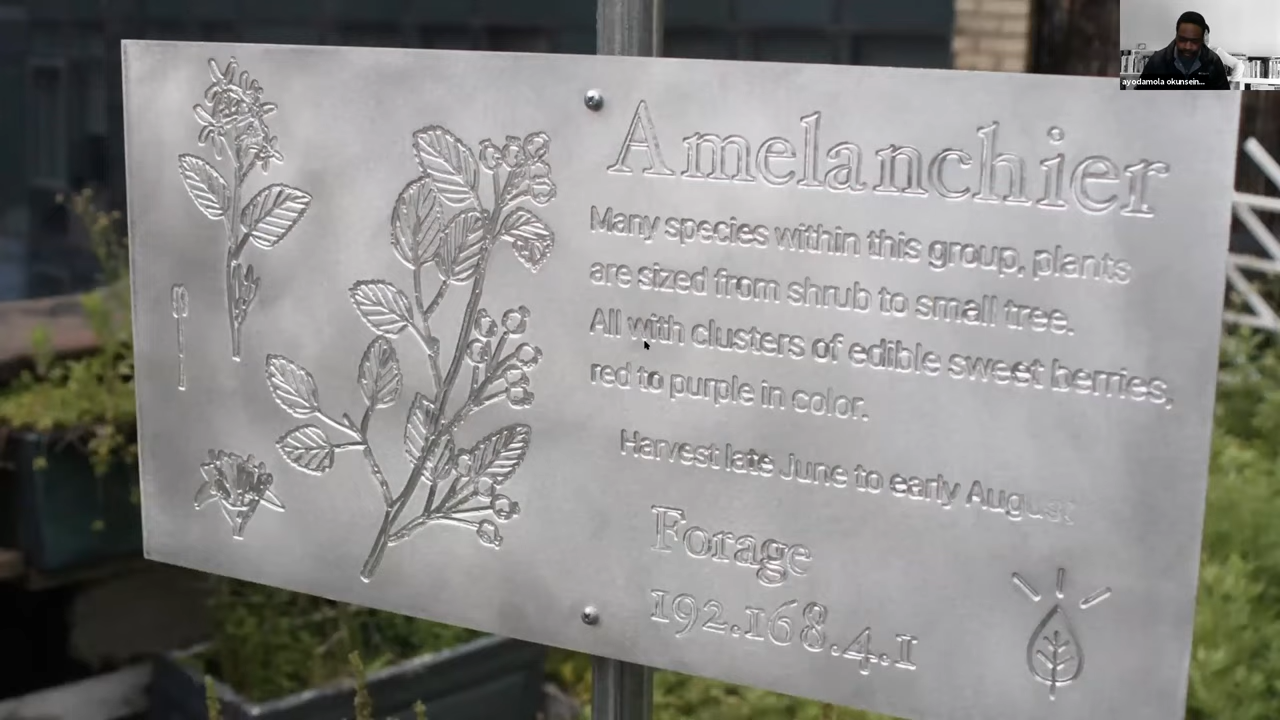 ayodamola okunsein...
Amelanchier
Many species within this group, plants
are sized from shrub to small tree.
All with clusters of edible sweet berries,
red to purple in color.
Harvest late June to early August
Forage
192.168.4.1